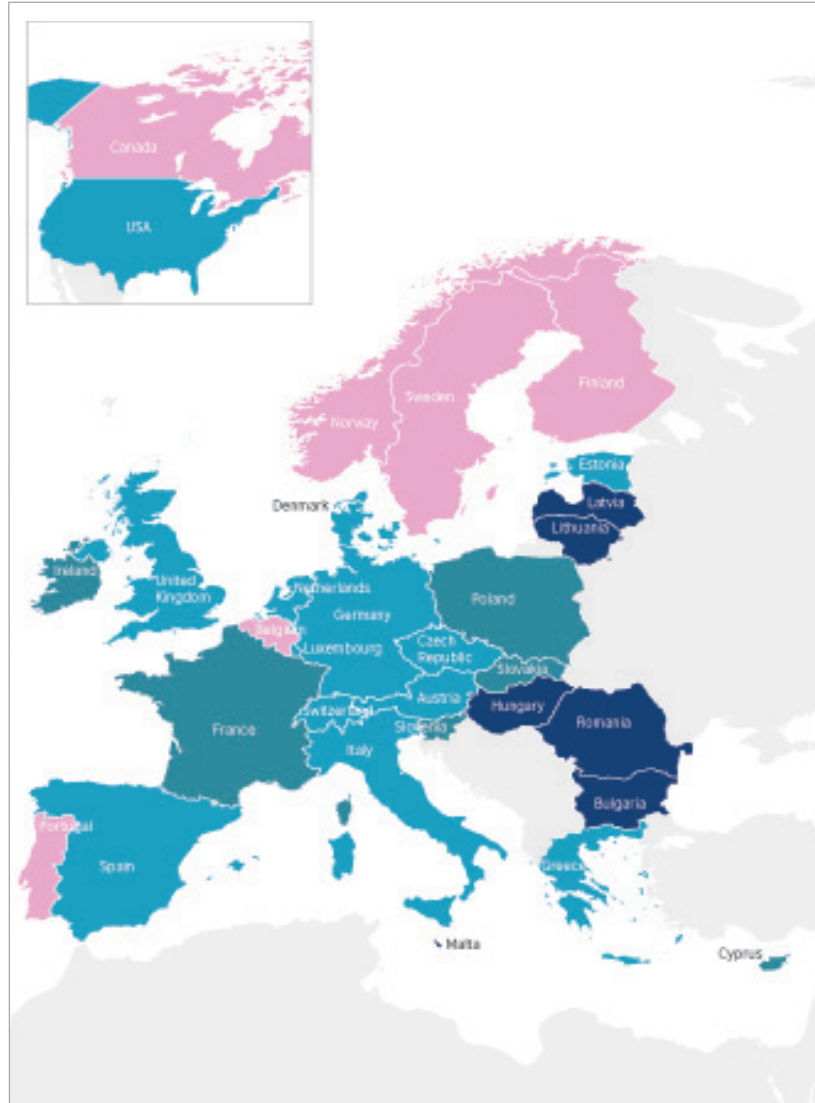 Canada
USA
Finland
Sweden
Norway
Estonia
Latvia
Denmark
Lithuania
Ireland
United
Kingdom
Netherlands
Poland
Germany
Belgium
Luxembourg
Czech
Republic
Slovakia
Austria
Switzerland
Hungary
Slovenia
Romania
France
Italy
Bulgaria
Portugal
Spain
Greece
Malta
Cyprus